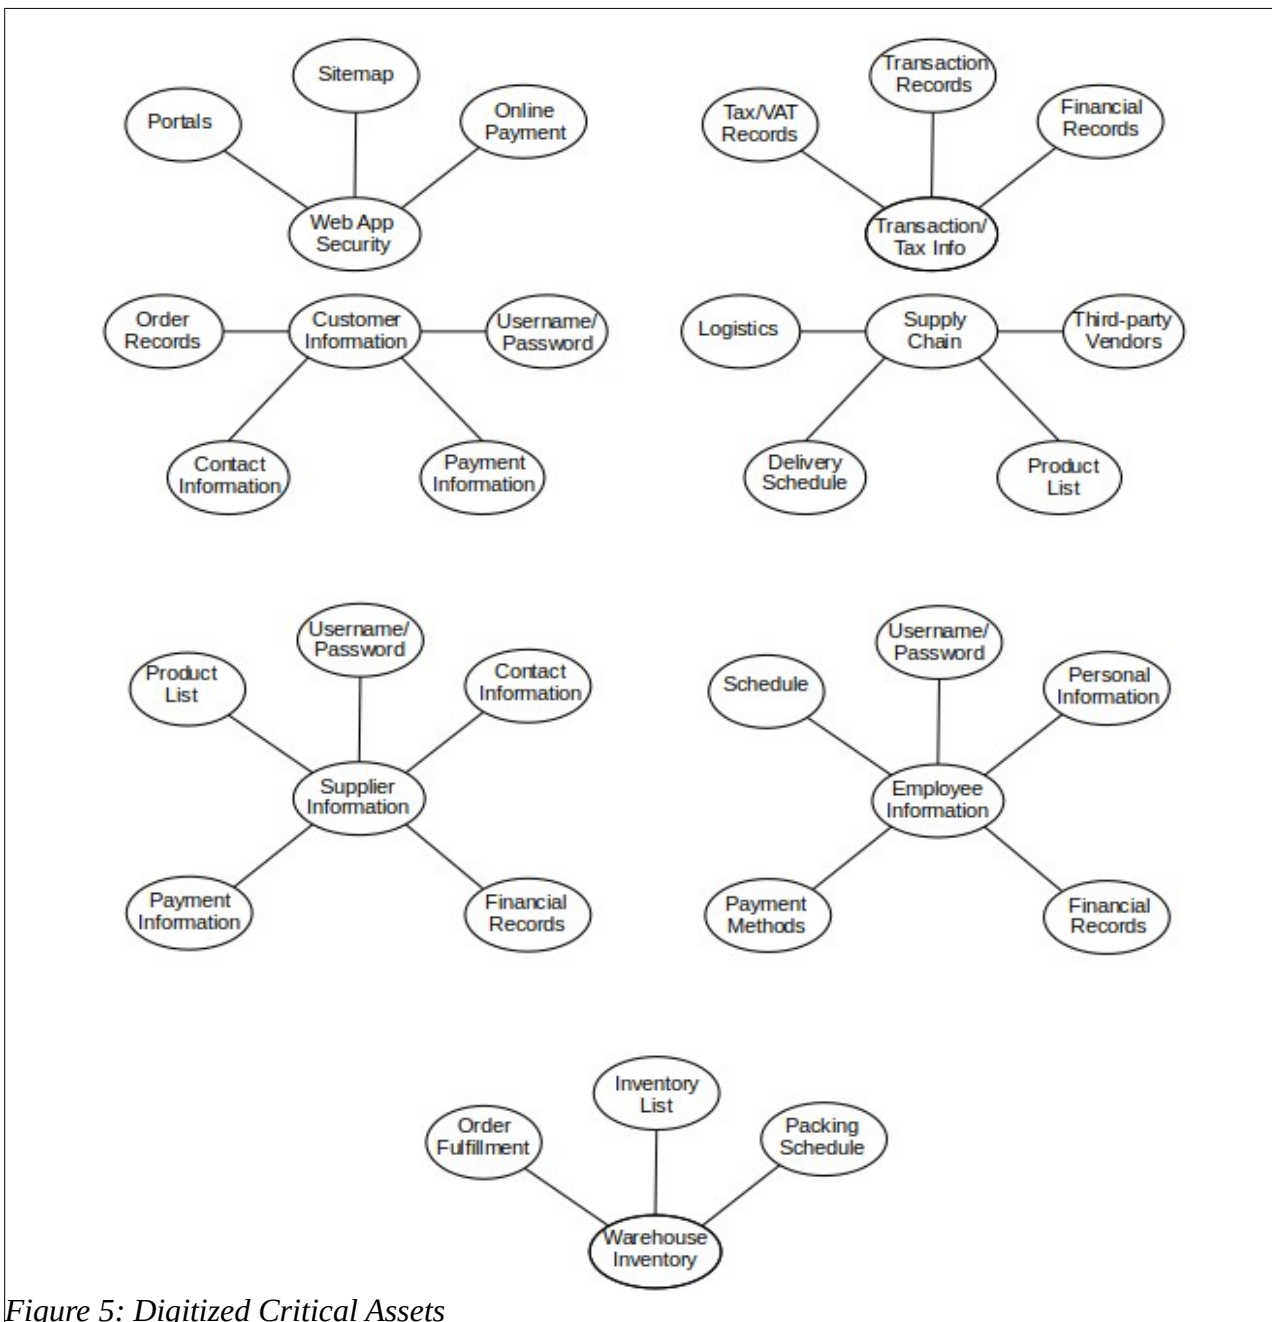 Sitemap
Portals
Online
Payment
Web App
Security
Transaction
Records
Tax/VAT
Records
Financial
Records
Transaction/
Tax Info
Order
Records
Customer
Information
Username/
Password
Contact
Information
Payment
Information
Logistics
Supply
Chain
Third-party
Vendors
Delivery
Schedule
Product
List
Username/
Password
Product
List
Contact
Information
Supplier
Information
Payment
Information
Financial
Records
Username/
Password
Schedule
Personal
Information
Employee
Information
Payment
Methods
Financial
Records
Inventory
List
Order
Fulfillment
Packing
Schedule
Warehouse
Inventory
Figure 5: Digitized Critical Assets